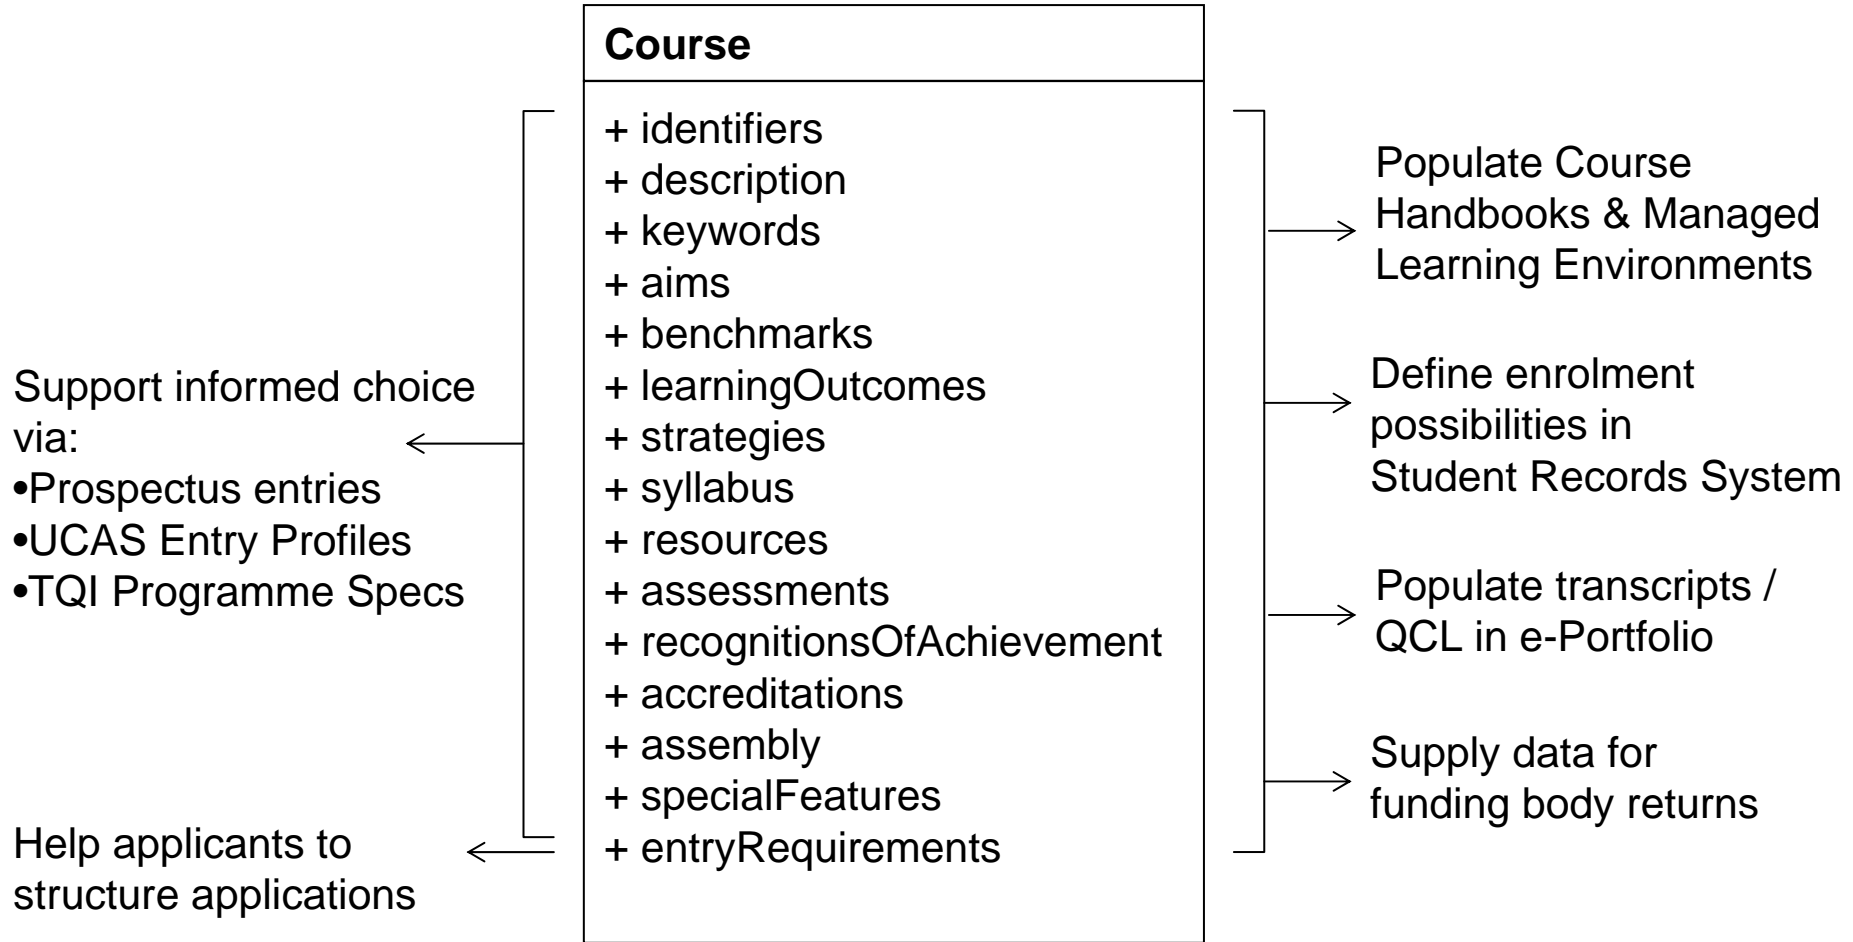 Course
+ identifiers
+ description
+ keywords
+ aims
+ benchmarks
+ learningOutcomes
+ strategies
+ syllabus
+ resources
+ assessments
+ recognitionsOfAchievement
+ accreditations
+ assembly
+ specialFeatures
+ entryRequirements
Support informed choice
via:
•Prospectus entries
•UCAS Entry Profiles
•TQI Programme Specs
Help applicants to
structure applications
Populate Course
Handbooks & Managed
Learning Environments
Define enrolment
possibilities in
Student Records System
Populate transcripts /
QCL in e-Portfolio
Supply data for
funding body returns